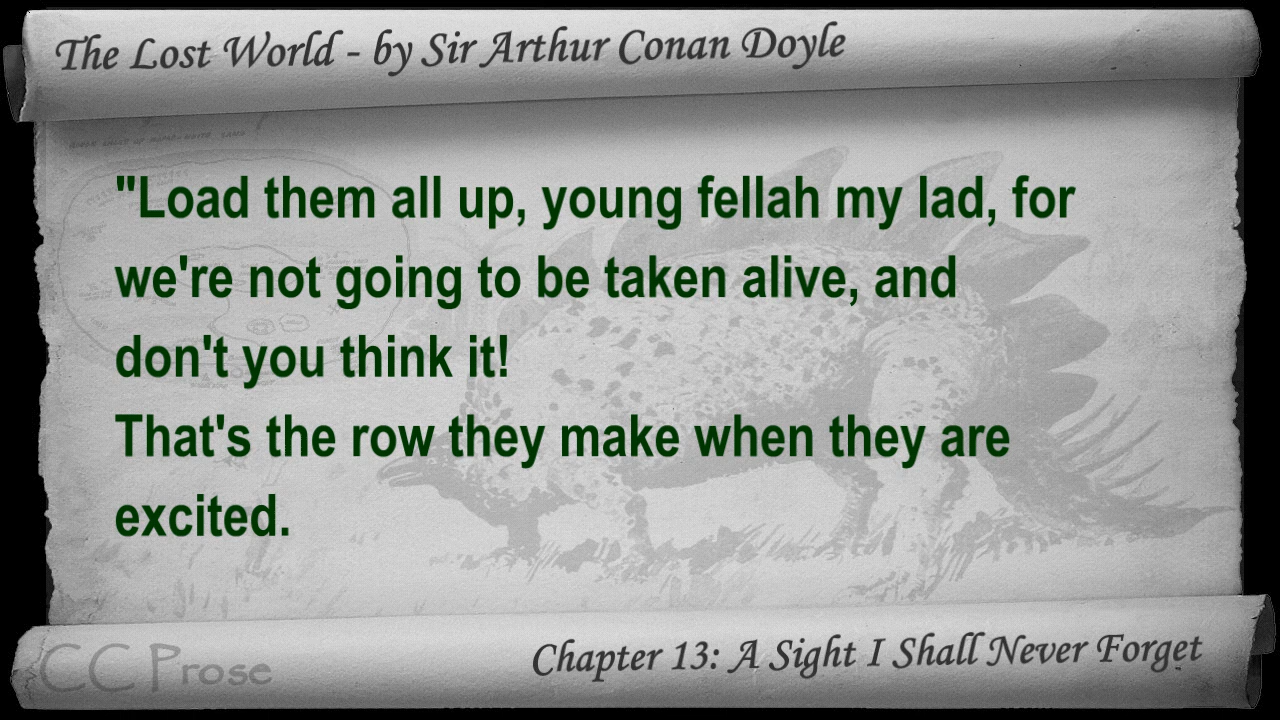 The Lost World - by Sir Arthur Conan Doyle
"Load them all up, young fellah my lad, for
we're not going to be taken alive, and
don't you think it!
That's the row they make when they are
excited.
CC Prose
Chapter 13: A Sight I Shall Never Forget